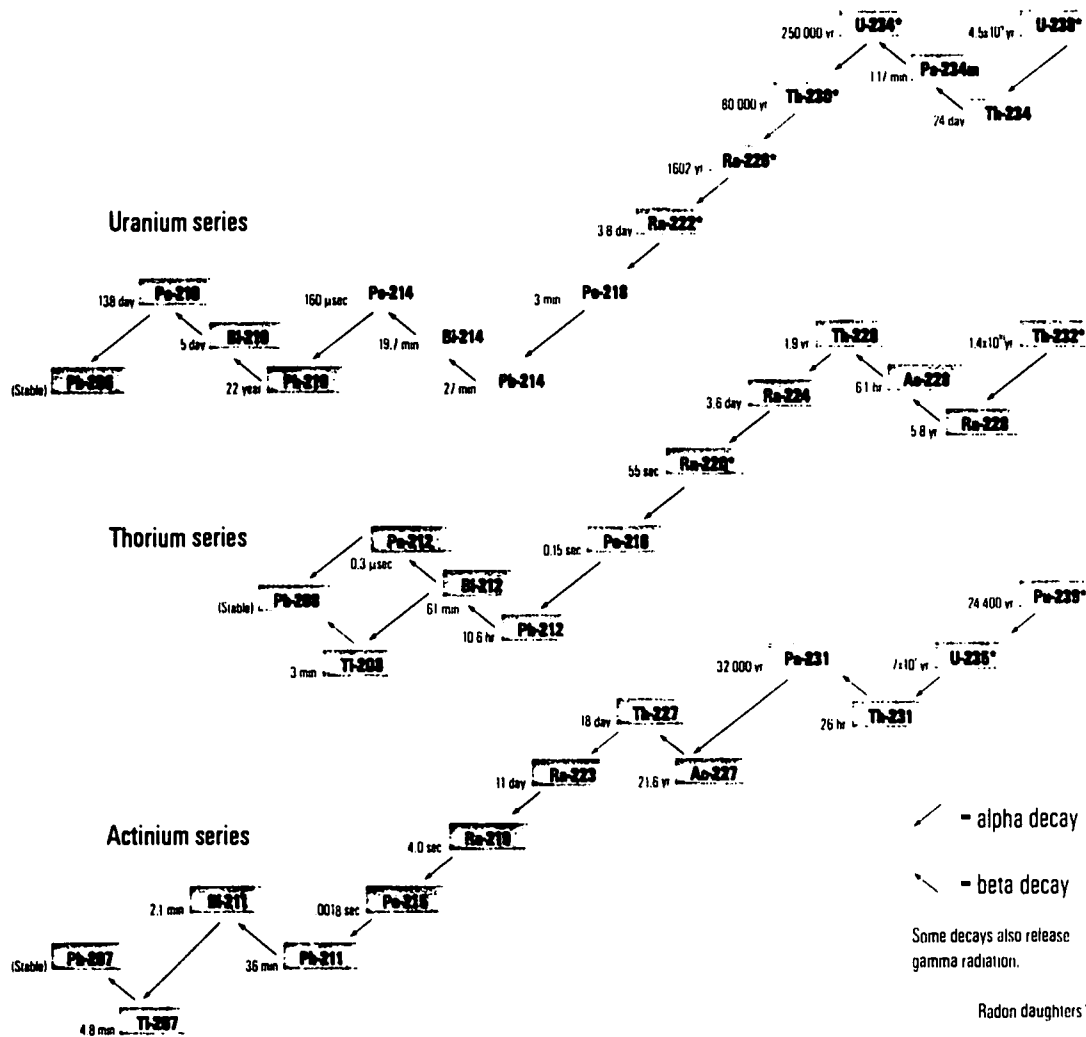 Uranium series
4.5x10⁹ yr U-238*
24 day Th-234
1.17 min Pa-234m
250 000 yr U-234*
80 000 yr Th-230*
1602 yr Ra-226*
3.8 day Rn-222*
3 min Po-218
27 min Pb-214
19.7 min Bi-214
160 µsec Po-214
22 year Pb-210
5 day Bi-210
138 day Po-210
(Stable) Pb-206
Thorium series
1.4x10¹⁰yr Th-232*
5.8 yr Ra-228
6.1 hr Ac-228
1.9 yr Th-228
3.6 day Ra-224
55 sec Rn-220*
0.15 sec Po-216
10.6 hr Pb-212
61 min Bi-212
0.3 µsec Po-212
3 min Tl-208
(Stable) Pb-208
Actinium series
24 400 yr Pu-239*
U-235*
26 hr Th-231
32 000 yr Pa-231
21.6 yr Ac-227
18 day Th-227
11 day Ra-223
4.0 sec Rn-219
.0018 sec Po-215
36 min Pb-211
2.1 min Bi-211
4.8 min Tl-207
(Stable) Pb-207
= alpha decay
= beta decay
Some decays also release
gamma radiation.
Radon daughters